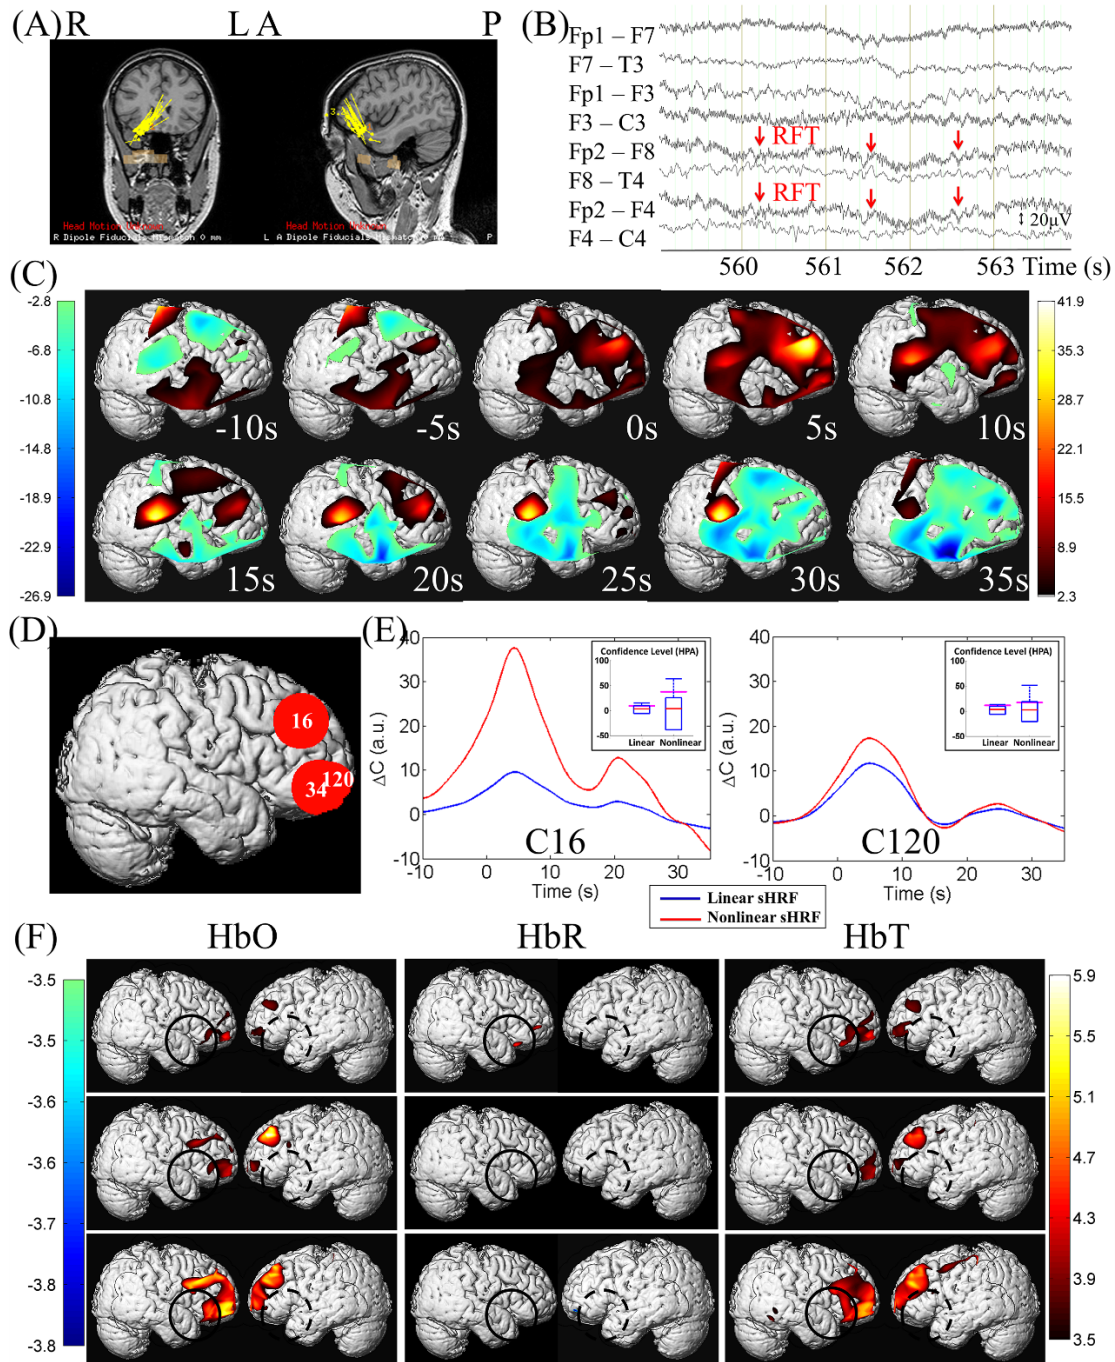 (A) R L A P
3
Head Motion Unknown
R Dipole Fiducials Mismatch 0 mm
Head Motion Unknown
L A Dipole Fiducials Mismatch 0 mm P
(B)
Fp1 – F7
F7 – T3
Fp1 – F3
F3 – C3
RFT
Fp2 – F8
F8 – T4
RFT
Fp2 – F4
20µV
F4 – C4
560 561 562 563 Time (s)
(C)
-2.8
-6.8
-10.8
-14.8
-18.9
-22.9
-26.9
-10s -5s 0s 5s 10s
15s 20s 25s 30s 35s
41.9
35.3
28.7
22.1
15.5
8.9
2.3
(D)
16
34 120
(E)
40
30
20
10
0
-10
ΔC (a.u.)
-10 0 10 20 30
Time (s)
C16
Confidence Level (HPA)
100
50
0
-50
Linear Nonlinear
40
30
20
10
0
-10
ΔC (a.u.)
-10 0 10 20 30
Time (s)
C120
Confidence Level (HPA)
100
50
0
-50
Linear Nonlinear
Linear sHRF
Nonlinear sHRF
(F) HbO HbR HbT
-3.5
-3.5
-3.6
-3.6
-3.7
-3.8
-3.8
5.9
5.5
5.1
4.7
4.3
3.9
3.5